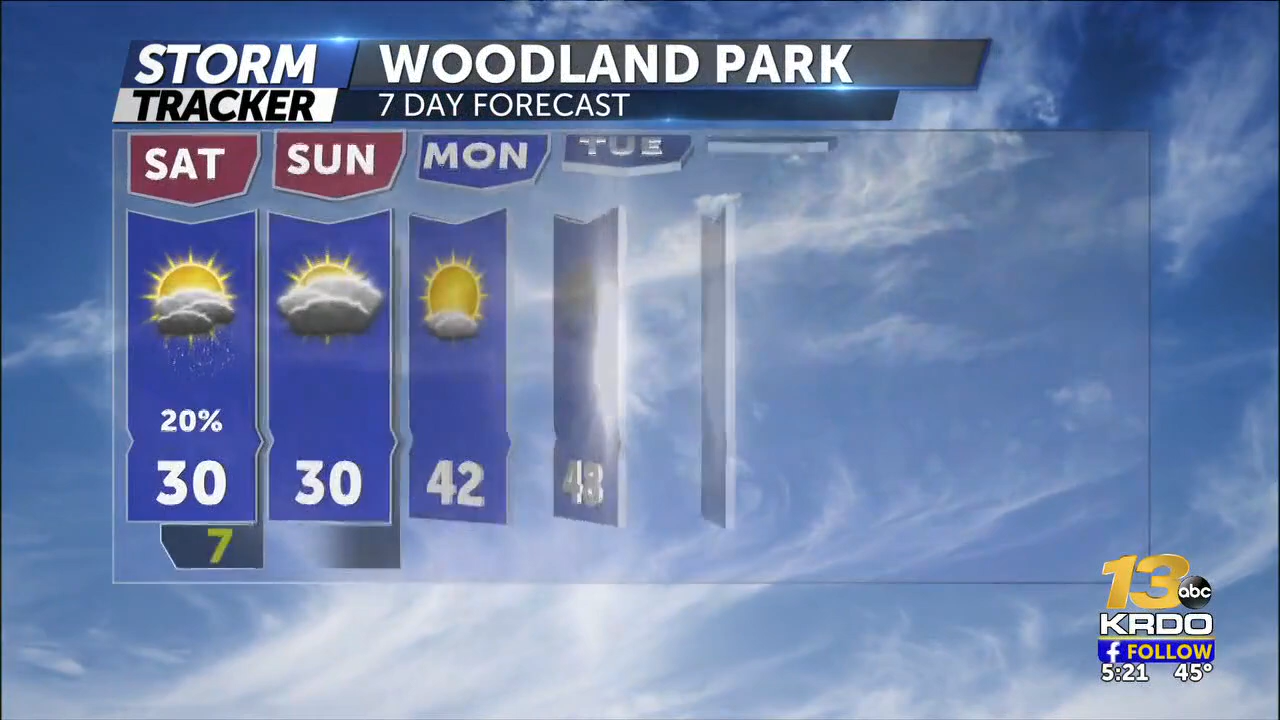 STORM
TRACKER
WOODLAND PARK
7 DAY FORECAST
SAT SUN MON TUE
20%
30 30 42 48
7
13 abc
KRDO
f FOLLOW
5:21 45°